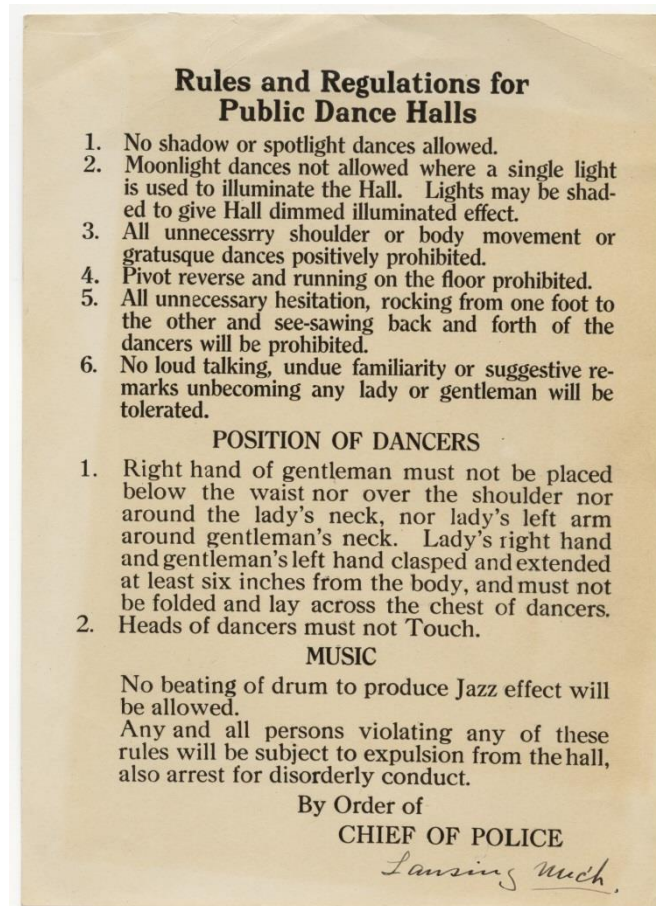 Rules and Regulations for
Public Dance Halls
1. No shadow or spotlight dances allowed.
2. Moonlight dances not allowed where a single light
is used to illuminate the Hall. Lights may be shad-
ed to give Hall dimmed illuminated effect.
3. All unnecessrry shoulder or body movement or
gratusque dances positively prohibited.
4. Pivot reverse and running on the floor prohibited.
5. All unnecessary hesitation, rocking from one foot to
the other and see-sawing back and forth of the
dancers will be prohibited.
6. No loud talking, undue familiarity or suggestive re-
marks unbecoming any lady or gentleman will be
tolerated.
POSITION OF DANCERS
1. Right hand of gentleman must not be placed
below the waist nor over the shoulder nor
around the lady's neck, nor lady's left arm
around gentleman's neck. Lady's right hand
and gentleman's left hand clasped and extended
at least six inches from the body, and must not
be folded and lay across the chest of dancers.
2. Heads of dancers must not Touch.
MUSIC
No beating of drum to produce Jazz effect will
be allowed.
Any and all persons violating any of these
rules will be subject to expulsion from the hall,
also arrest for disorderly conduct.
By Order of
CHIEF OF POLICE
Lansing Mich.